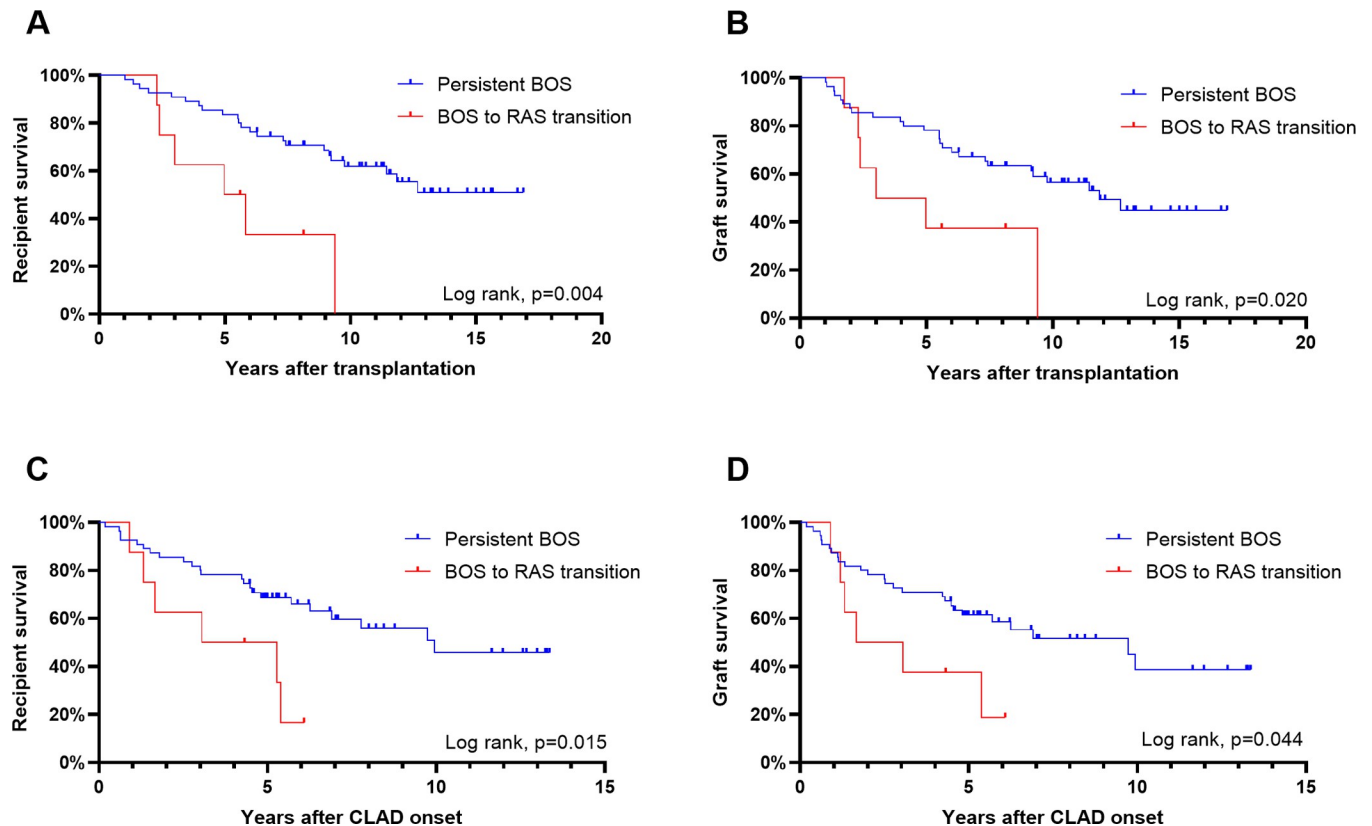 A
Recipient survival
100%
80%
60%
40%
20%
0%
Persistent BOS
BOS to RAS transition
Log rank, p=0.004
0 5 10 15 20
Years after transplantation
B
Graft survival
100%
80%
60%
40%
20%
0%
Persistent BOS
BOS to RAS transition
Log rank, p=0.020
0 5 10 15 20
Years after transplantation
C
Recipient survival
100%
80%
60%
40%
20%
0%
Persistent BOS
BOS to RAS transition
Log rank, p=0.015
0 5 10 15
Years after CLAD onset
D
Graft survival
100%
80%
60%
40%
20%
0%
Persistent BOS
BOS to RAS transition
Log rank, p=0.044
0 5 10 15
Years after CLAD onset